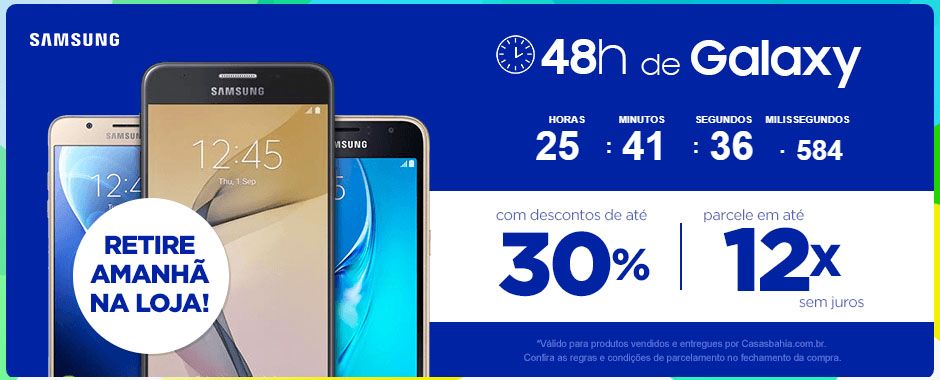 SAMSUNG
48h de Galaxy
HORAS MINUTOS SEGUNDOS MILISSEGUNDOS
25 : 41 : 36 . 584
SAMSUNG
12:45
Thu, 1 Sep
SAMSUNG
12:45
SAMSUNG
RETIRE
AMANHÃ
NA LOJA!
com descontos de até
30%
parcele em até
12x
sem juros
*Válido para produtos vendidos e entregues por Casasbahia.com.br.
Confira as regras e condições de parcelamento no fechamento da compra.